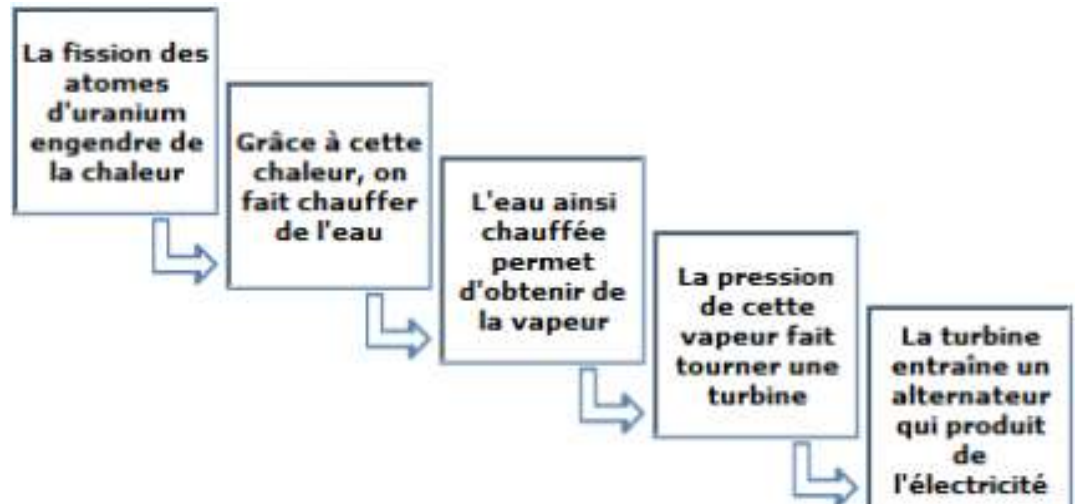 La fission des
atomes
d'uranium
engendre de
la chaleur
Grâce à cette
chaleur, on
fait chauffer
de l'eau
L'eau ainsi
chauffée
permet
d'obtenir de
la vapeur
La pression
de cette
vapeur fait
tourner une
turbine
La turbine
entraîne un
alternateur
qui produit
de
l'électricité